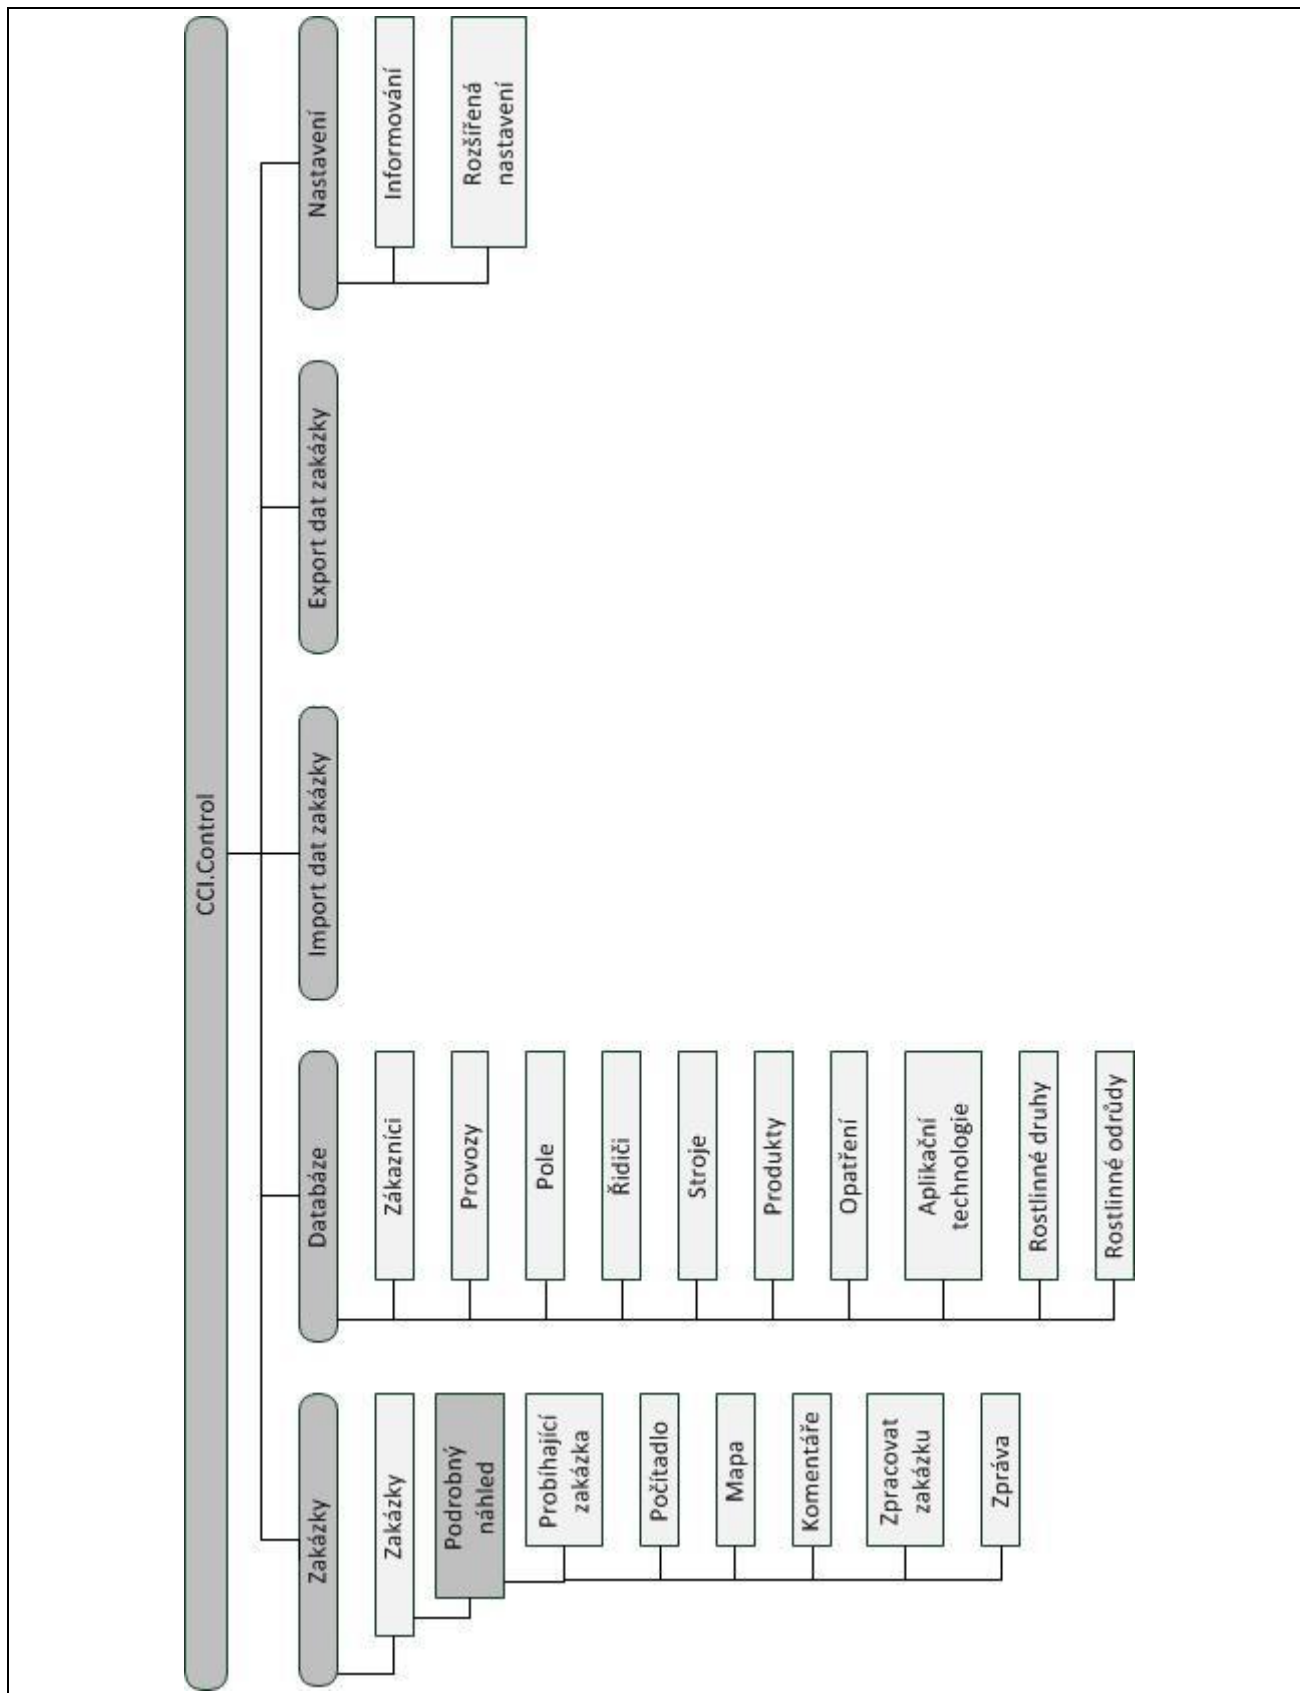 CCI.Control
Zakázky
Zakázky
Podrobný
náhled
Probíhající
zakázka
Počítadlo
Mapa
Komentáře
Zpracovat
zakázku
Zpráva
Databáze
Zákazníci
Provozy
Pole
Řidiči
Stroje
Produkty
Opatření
Aplikační
technologie
Rostlinné druhy
Rostlinné odrůdy
Import dat zakázky
Export dat zakázky
Nastavení
Informování
Rozšířená
nastavení